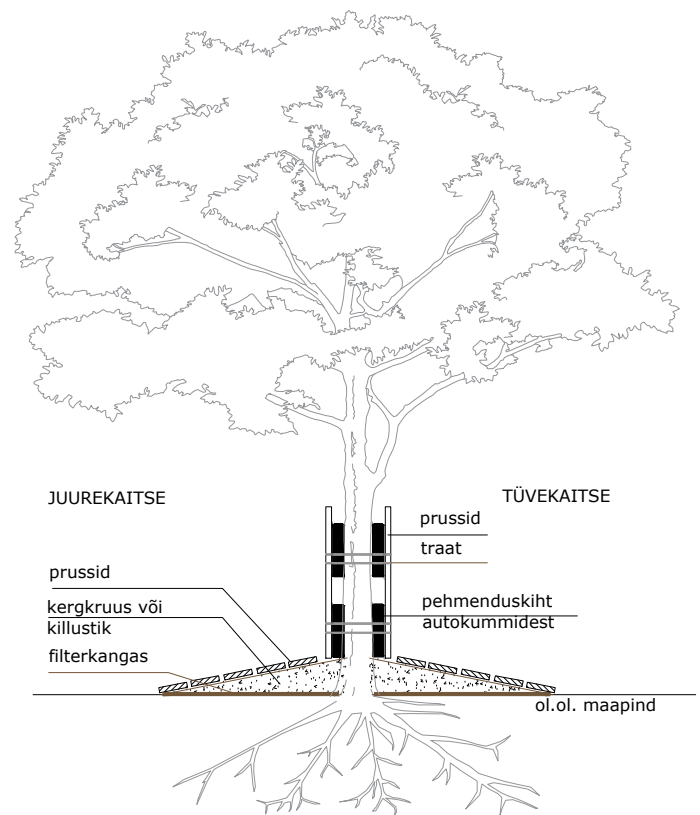 JUUREKAITSE
TÜVEKAITSE
prussid
traat
prussid
kergkruus või
killustik
filterkangas
pehmenduskiht
autokummidest
ol.ol. maapind